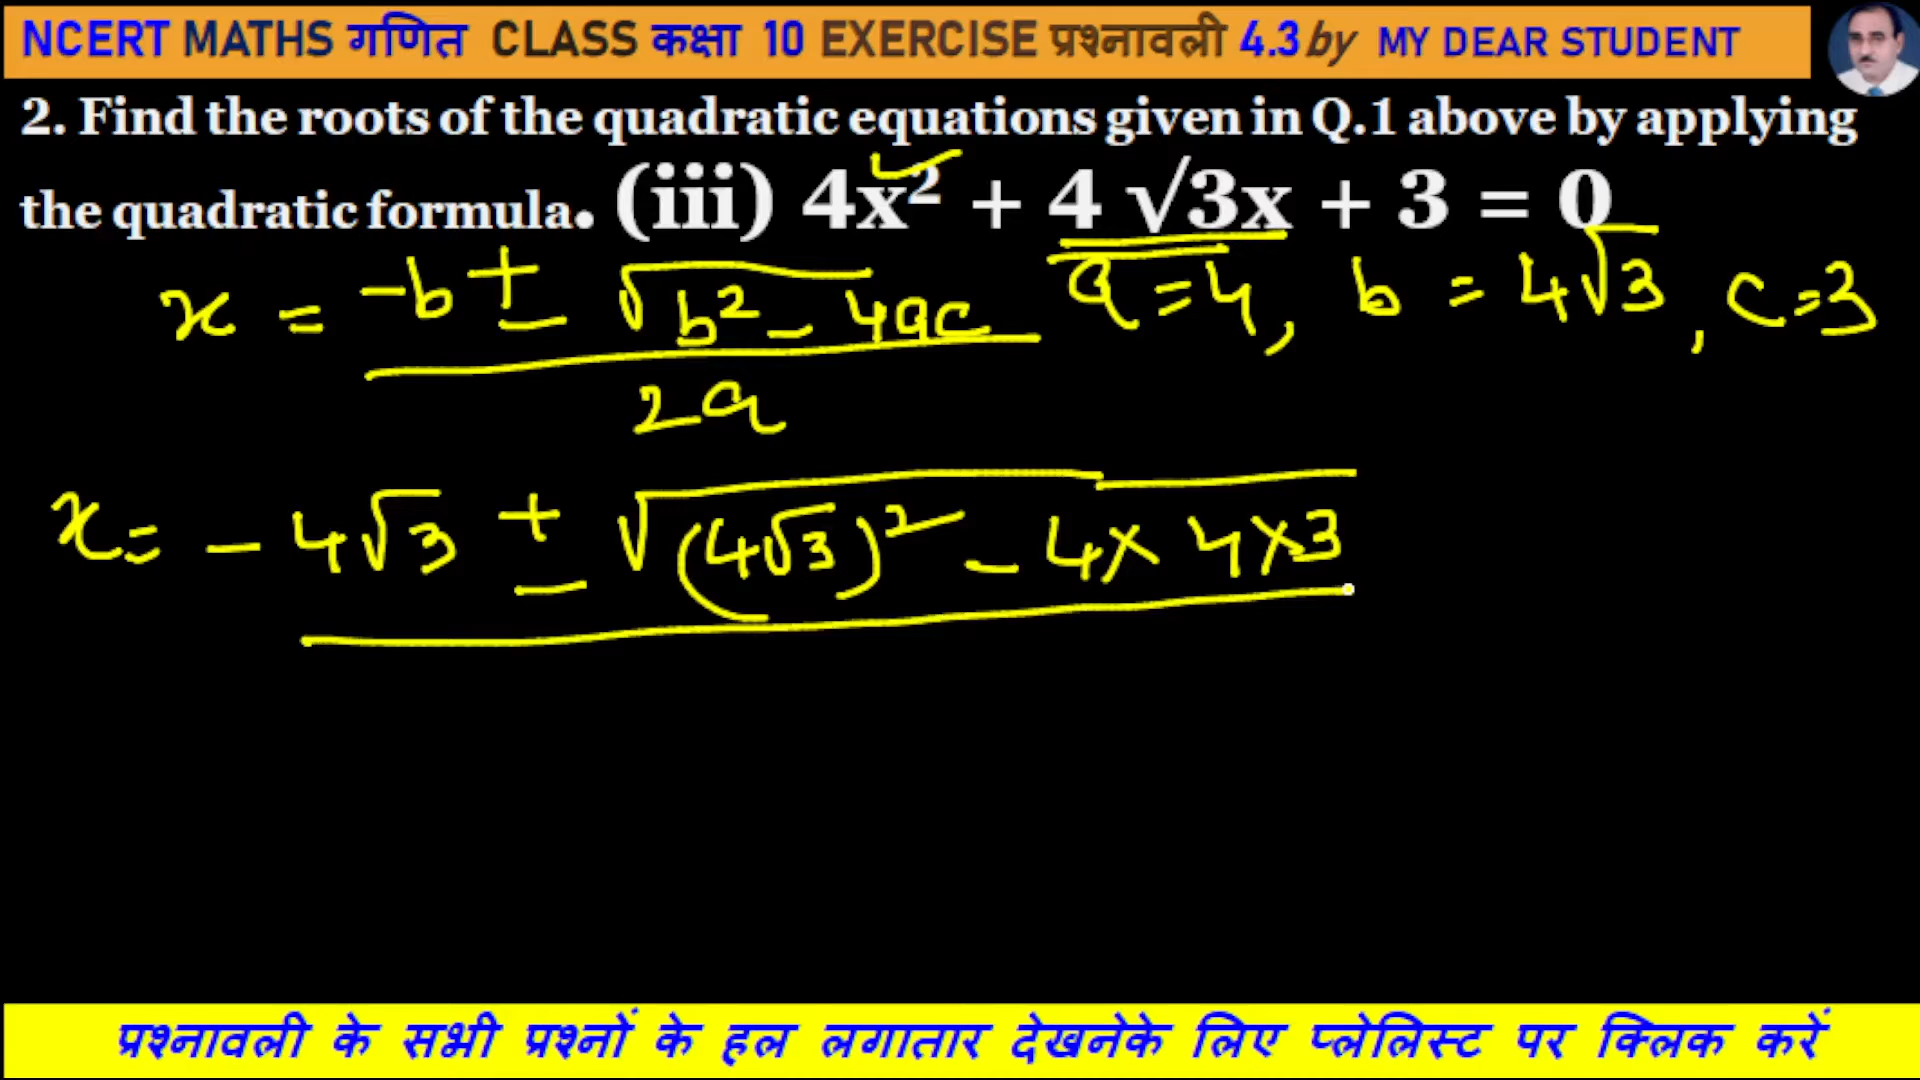 NCERT MATHS गणित CLASS कक्षा 10 EXERCISE प्रश्नावली 4.3 by MY DEAR STUDENT
2. Find the roots of the quadratic equations given in Q.1 above by applying
the quadratic formula. (iii) 4x² + 4 √3x + 3 = 0
x = -b ± √b² - 4ac a = 4, b = 4√3, c = 3
2a
x = - 4√3 ± √(4√3)² - 4 × 4 × 3
प्रश्नावली के सभी प्रश्नों के हल लगातार देखनेके लिए प्लेलिस्ट पर क्लिक करें